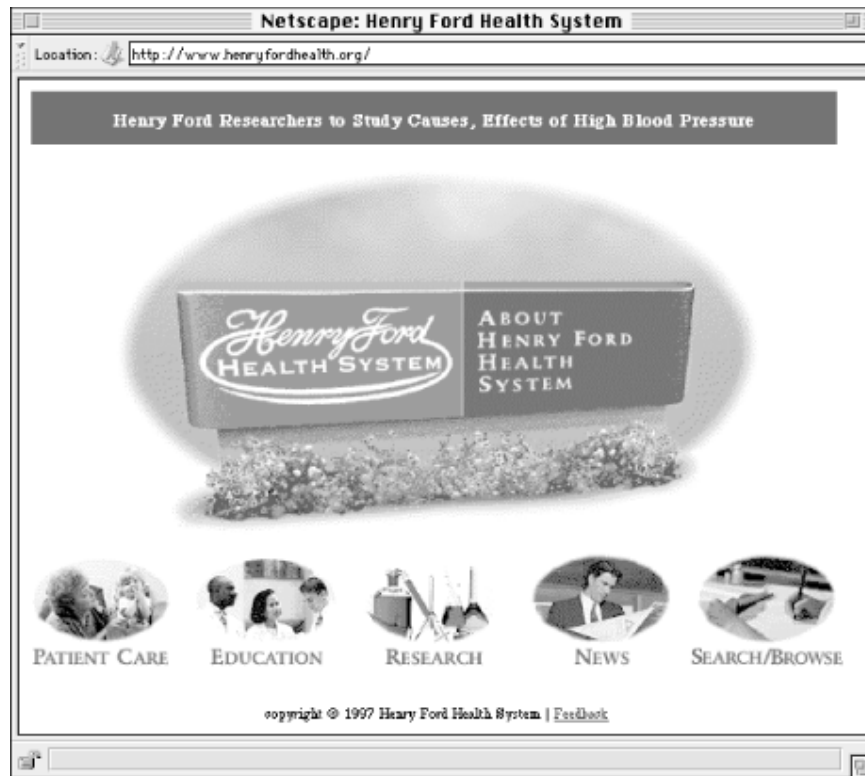 Netscape: Henry Ford Health System
Location: http://www.henryfordhealth.org/
Henry Ford Researchers to Study Causes, Effects of High Blood Pressure
Henry Ford
HEALTH SYSTEM
ABOUT
HENRY FORD
HEALTH
SYSTEM
PATIENT CARE EDUCATION RESEARCH NEWS SEARCH/BROWSE
copyright © 1997 Henry Ford Health System | Feedback